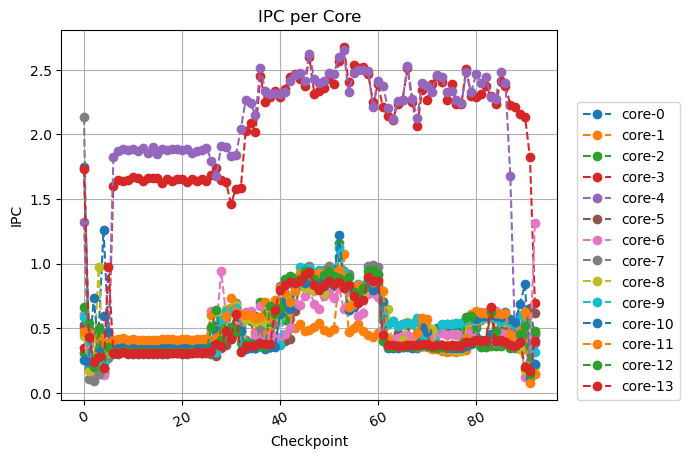 IPC per Core
IPC
2.5
2.0
1.5
1.0
0.5
0.0
0
20
40
60
80
Checkpoint
core-0
core-1
core-2
core-3
core-4
core-5
core-6
core-7
core-8
core-9
core-10
core-11
core-12
core-13